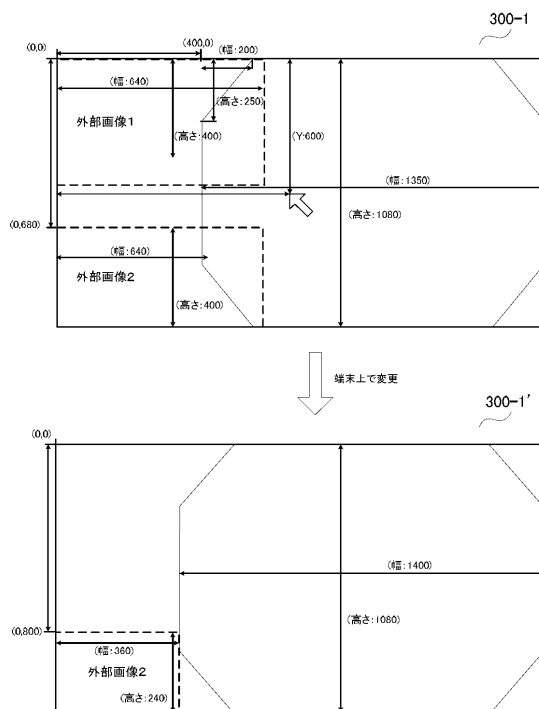 300-1
(0,0)
(400,0)
(幅:200)
(幅:640)
(高さ:250)
外部画像1
(高さ:400)
(Y:600)
(幅:1350)
(0,680)
(高さ:1080)
(幅:640)
外部画像2
(高さ:400)
端末上で変更
300-1'
(0,0)
(幅:1400)
(0,800)
(高さ:1080)
(幅:360)
外部画像2
(高さ:240)